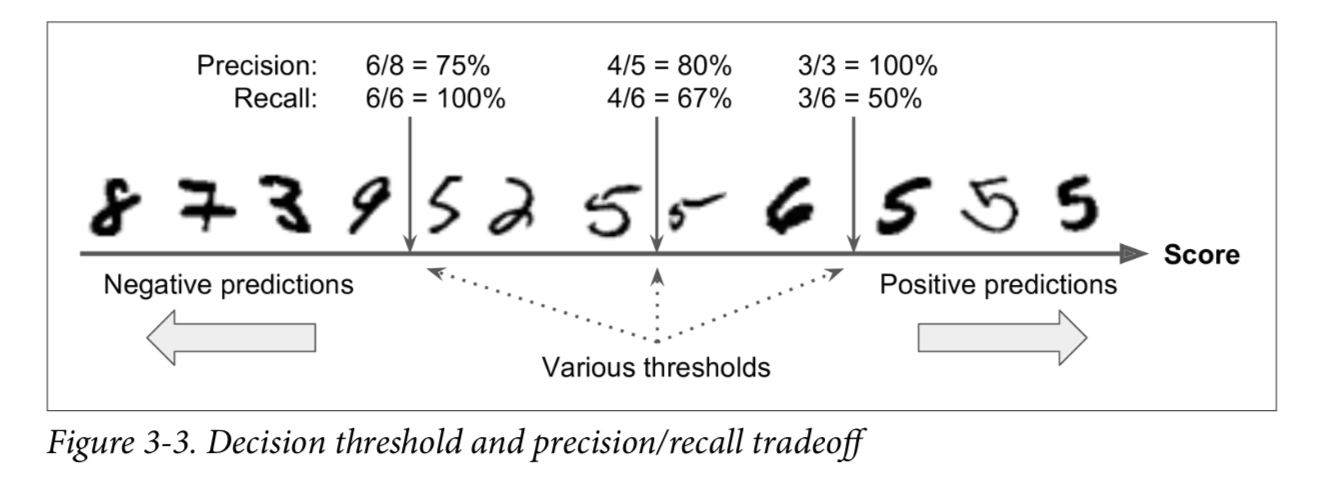 Precision: 6/8 = 75% 4/5 = 80% 3/3 = 100%
Recall: 6/6 = 100% 4/6 = 67% 3/6 = 50%
8 7 3 9 5 2 5 5 6 5 5 5
Score
Negative predictions Positive predictions
Various thresholds
Figure 3-3. Decision threshold and precision/recall tradeoff